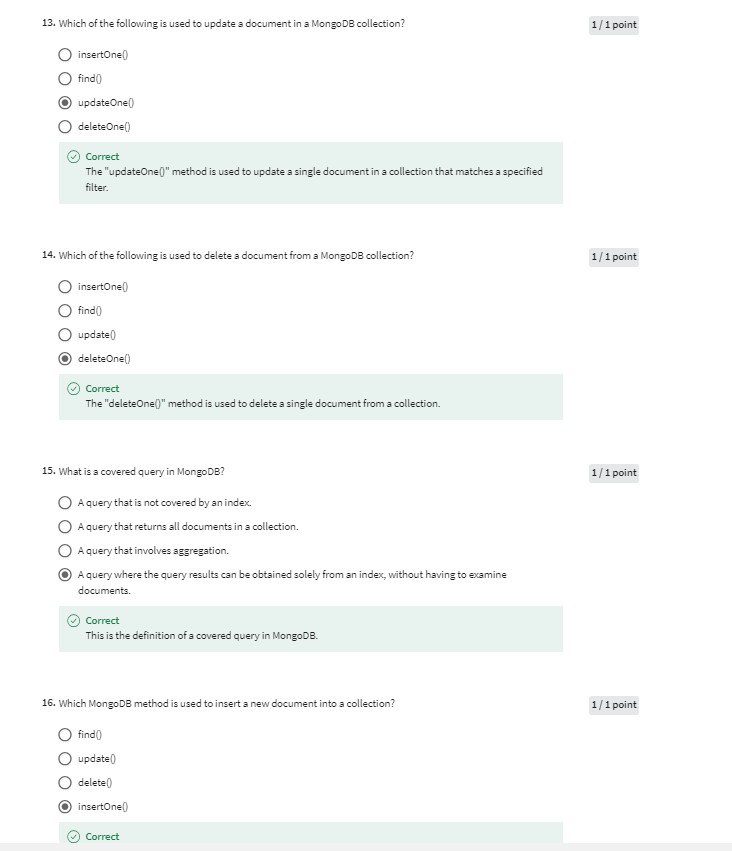 13. Which of the following is used to update a document in a MongoDB collection?
1 / 1 point
insertOne()
find()
updateOne()
deleteOne()
Correct
The "updateOne()" method is used to update a single document in a collection that matches a specified
filter.
14. Which of the following is used to delete a document from a MongoDB collection?
1 / 1 point
insertOne()
find()
update()
deleteOne()
Correct
The "deleteOne()" method is used to delete a single document from a collection.
15. What is a covered query in MongoDB?
1 / 1 point
A query that is not covered by an index.
A query that returns all documents in a collection.
A query that involves aggregation.
A query where the query results can be obtained solely from an index, without having to examine
documents.
Correct
This is the definition of a covered query in MongoDB.
16. Which MongoDB method is used to insert a new document into a collection?
1 / 1 point
find()
update()
delete()
insertOne()
Correct